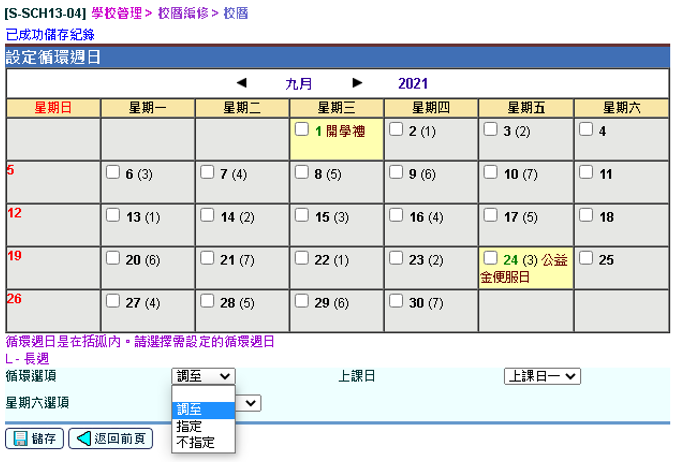 [S-SCH13-04] 學校管理 > 校曆編修 > 校曆
已成功儲存紀錄
設定循環週日
◀ 九月 ▶ 2021
星期日 星期一 星期二 星期三 星期四 星期五 星期六
1 開學禮 2 (1) 3 (2) 4
5 6 (3) 7 (4) 8 (5) 9 (6) 10 (7) 11
12 13 (1) 14 (2) 15 (3) 16 (4) 17 (5) 18
19 20 (6) 21 (7) 22 (1) 23 (2) 24 (3) 公益 25
金便服日
26 27 (4) 28 (5) 29 (6) 30 (7)
循環週日是在括孤內。請選擇需設定的循環週日
L - 長週
循環選項 調至 上課日 上課日一
星期六選項
調至
指定
不指定
儲存 返回前頁